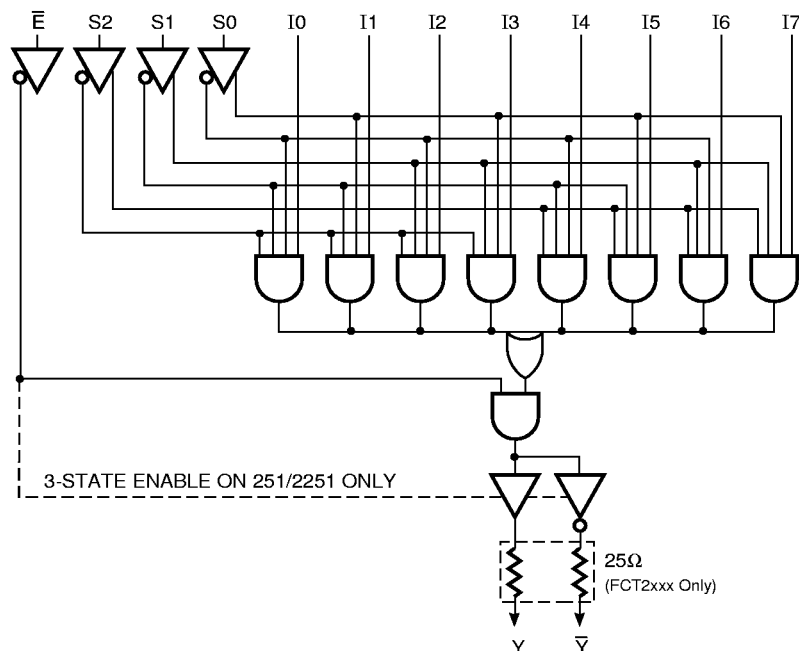 E̅ S2 S1 S0 I0 I1 I2 I3 I4 I5 I6 I7
3-STATE ENABLE ON 251/2251 ONLY
25Ω
(FCT2xxx Only)
Y Y̅